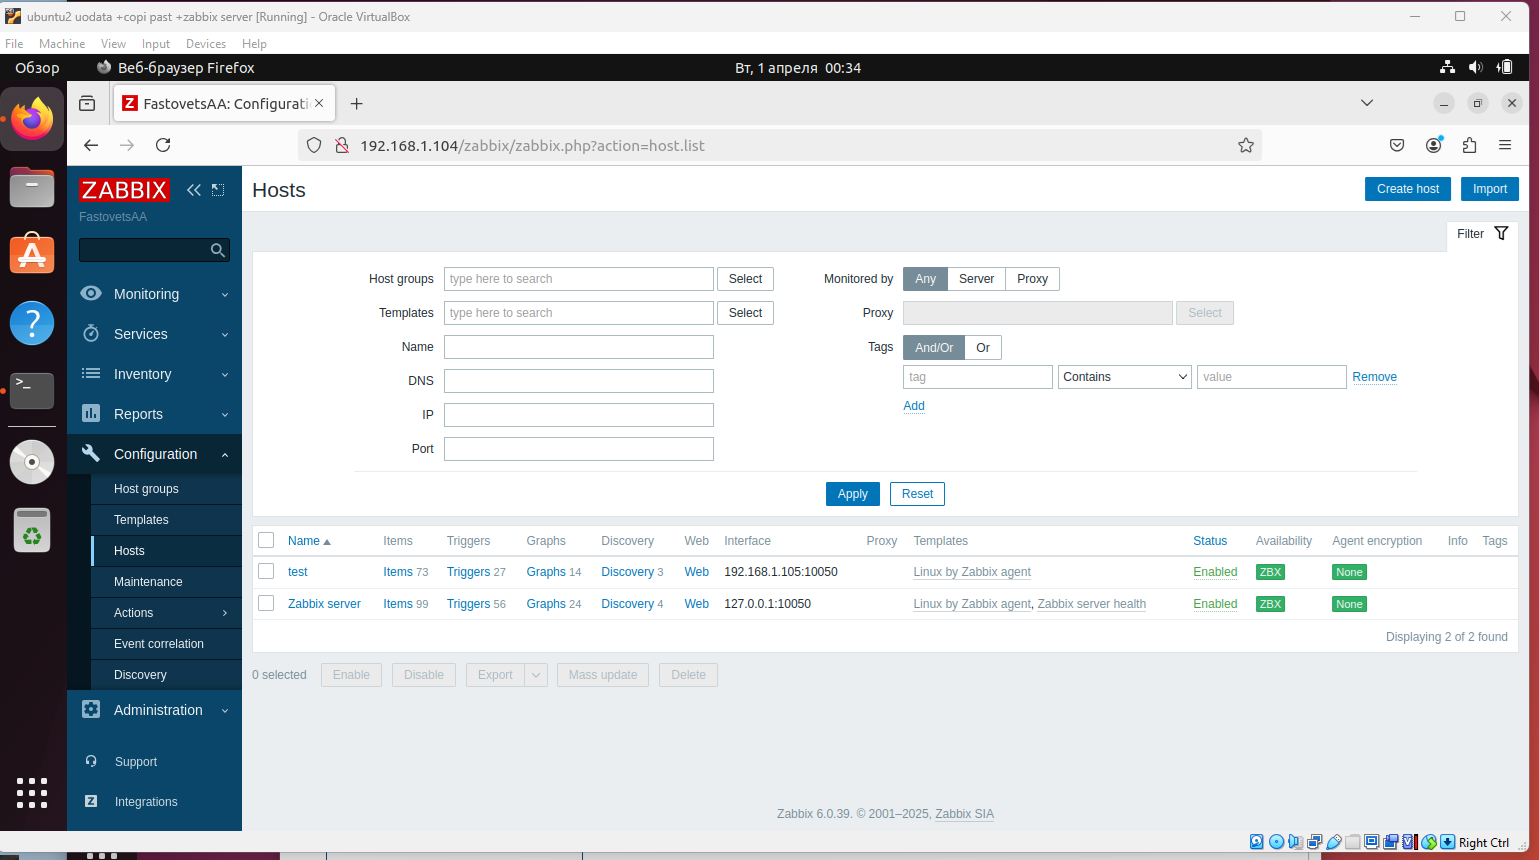 ubuntu2 uodata +copi past +zabbix server [Running] - Oracle VirtualBox
File Machine View Input Devices Help
Обзор Веб-браузер Firefox Вт, 1 апреля 00:34
FastovetsAA: Configurati
192.168.1.104/zabbix/zabbix.php?action=host.list
ZABBIX
FastovetsAA
Monitoring
Services
Inventory
Reports
Configuration
Host groups
Templates
Hosts
Maintenance
Actions
Event correlation
Discovery
Administration
Support
Integrations
Hosts
Create host Import
Filter
Host groups type here to search Select
Templates type here to search Select
Name
DNS
IP
Port
Monitored by Any Server Proxy
Proxy Select
Tags And/Or Or
tag Contains value Remove
Add
Apply Reset
Name Items Triggers Graphs Discovery Web Interface Proxy Templates Status Availability Agent encryption Info Tags
test Items 73 Triggers 27 Graphs 14 Discovery 3 Web 192.168.1.105:10050 Linux by Zabbix agent Enabled ZBX None
Zabbix server Items 99 Triggers 56 Graphs 24 Discovery 4 Web 127.0.0.1:10050 Linux by Zabbix agent, Zabbix server health Enabled ZBX None
Displaying 2 of 2 found
0 selected Enable Disable Export Mass update Delete
Zabbix 6.0.39. © 2001–2025, Zabbix SIA
Right Ctrl